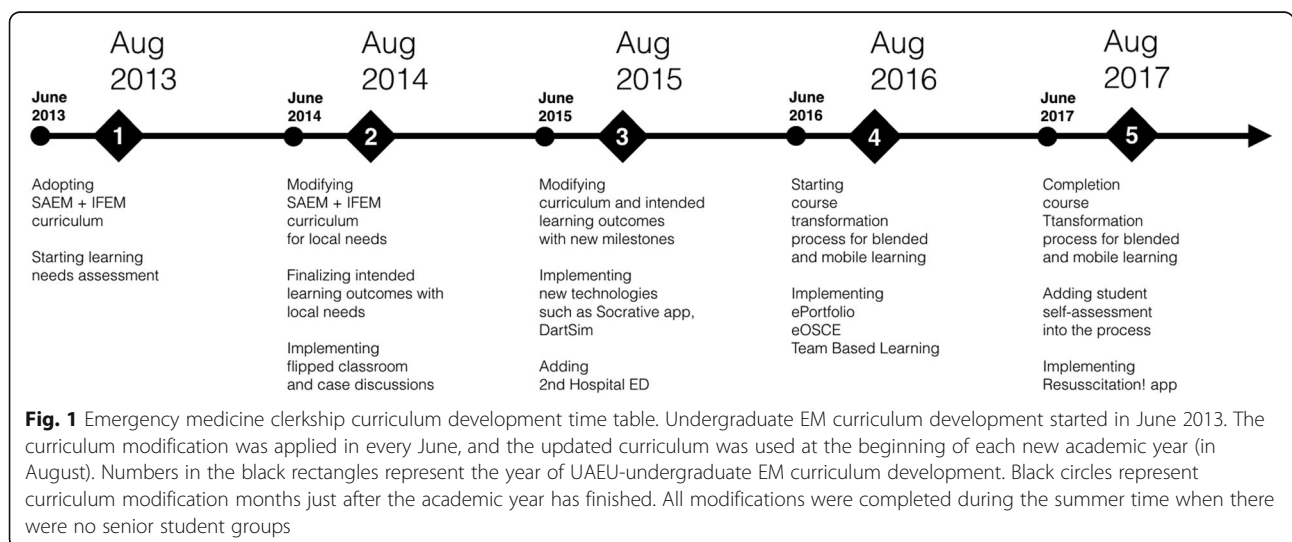 Aug
2013
Aug
2014
Aug
2015
Aug
2016
Aug
2017
June
2013
June
2014
June
2015
June
2016
June
2017
1
2
3
4
5
Adopting
SAEM + IFEM
curriculum
Starting learning
needs assessment
Modifying
SAEM + IFEM
curriculum
for local needs
Finalizing intended
learning outcomes with
local needs
Implementing
flipped classroom
and case discussions
Modifying
curriculum and intended
learning outcomes
with new milestones
Implementing
new technologies
such as Socrative app,
DartSim
Adding
2nd Hospital ED
Starting
course
transformation
process for blended
and mobile learning
Implementing
ePortfolio
eOSCE
Team Based Learning
Completion
course
Ttansformation
process for blended
and mobile learning
Adding student
self-assessment
into the process
Implementing
Resusscitation! app
Fig. 1 Emergency medicine clerkship curriculum development time table. Undergraduate EM curriculum development started in June 2013. The
curriculum modification was applied in every June, and the updated curriculum was used at the beginning of each new academic year (in
August). Numbers in the black rectangles represent the year of UAEU-undergraduate EM curriculum development. Black circles represent
curriculum modification months just after the academic year has finished. All modifications were completed during the summer time when there
were no senior student groups